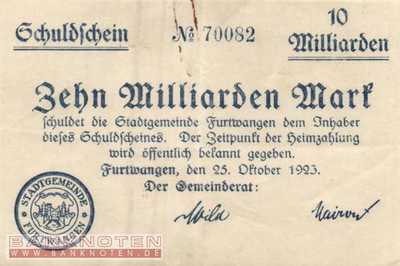 Schuldschein
№ 70082
10
Milliarden
Zehn Milliarden Mark
schuldet die Stadtgemeinde Furtwangen dem Inhaber
dieses Schuldscheines. Der Zeitpunkt der Heimzahlung
wird öffentlich bekannt gegeben.
Furtwangen, den 25. Oktober 1923.
Der Gemeinderat:
STADTGEMEINDE
FURTWANGEN
BANKNOTEN
WWW.BANKNOTEN.DE